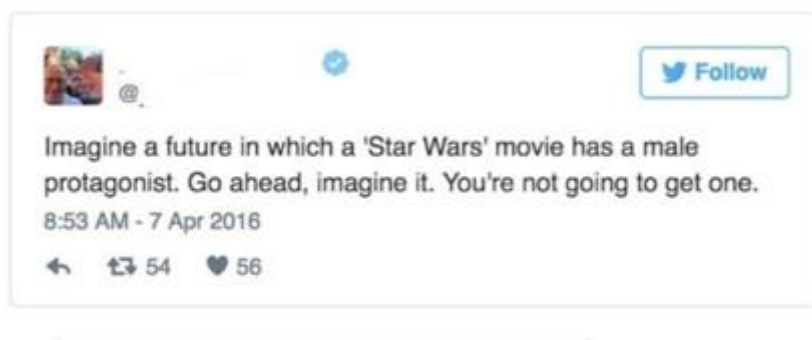 @
Follow
Imagine a future in which a 'Star Wars' movie has a male
protagonist. Go ahead, imagine it. You're not going to get one.
8:53 AM - 7 Apr 2016
54 56